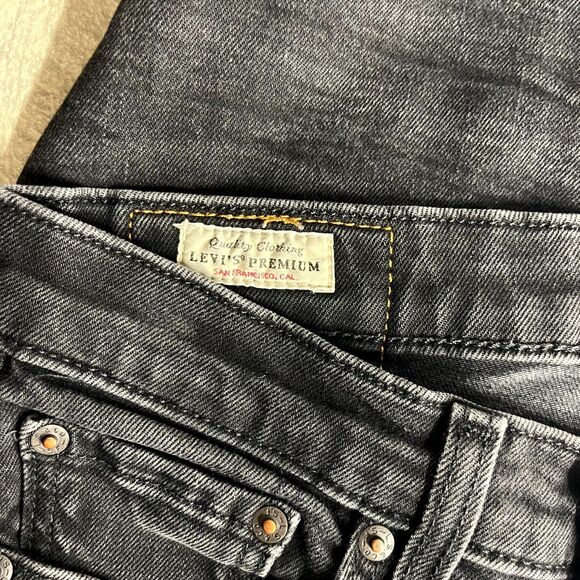 Quality Clothing
LEVI'S® PREMIUM
SAN FRANCISCO, CAL.